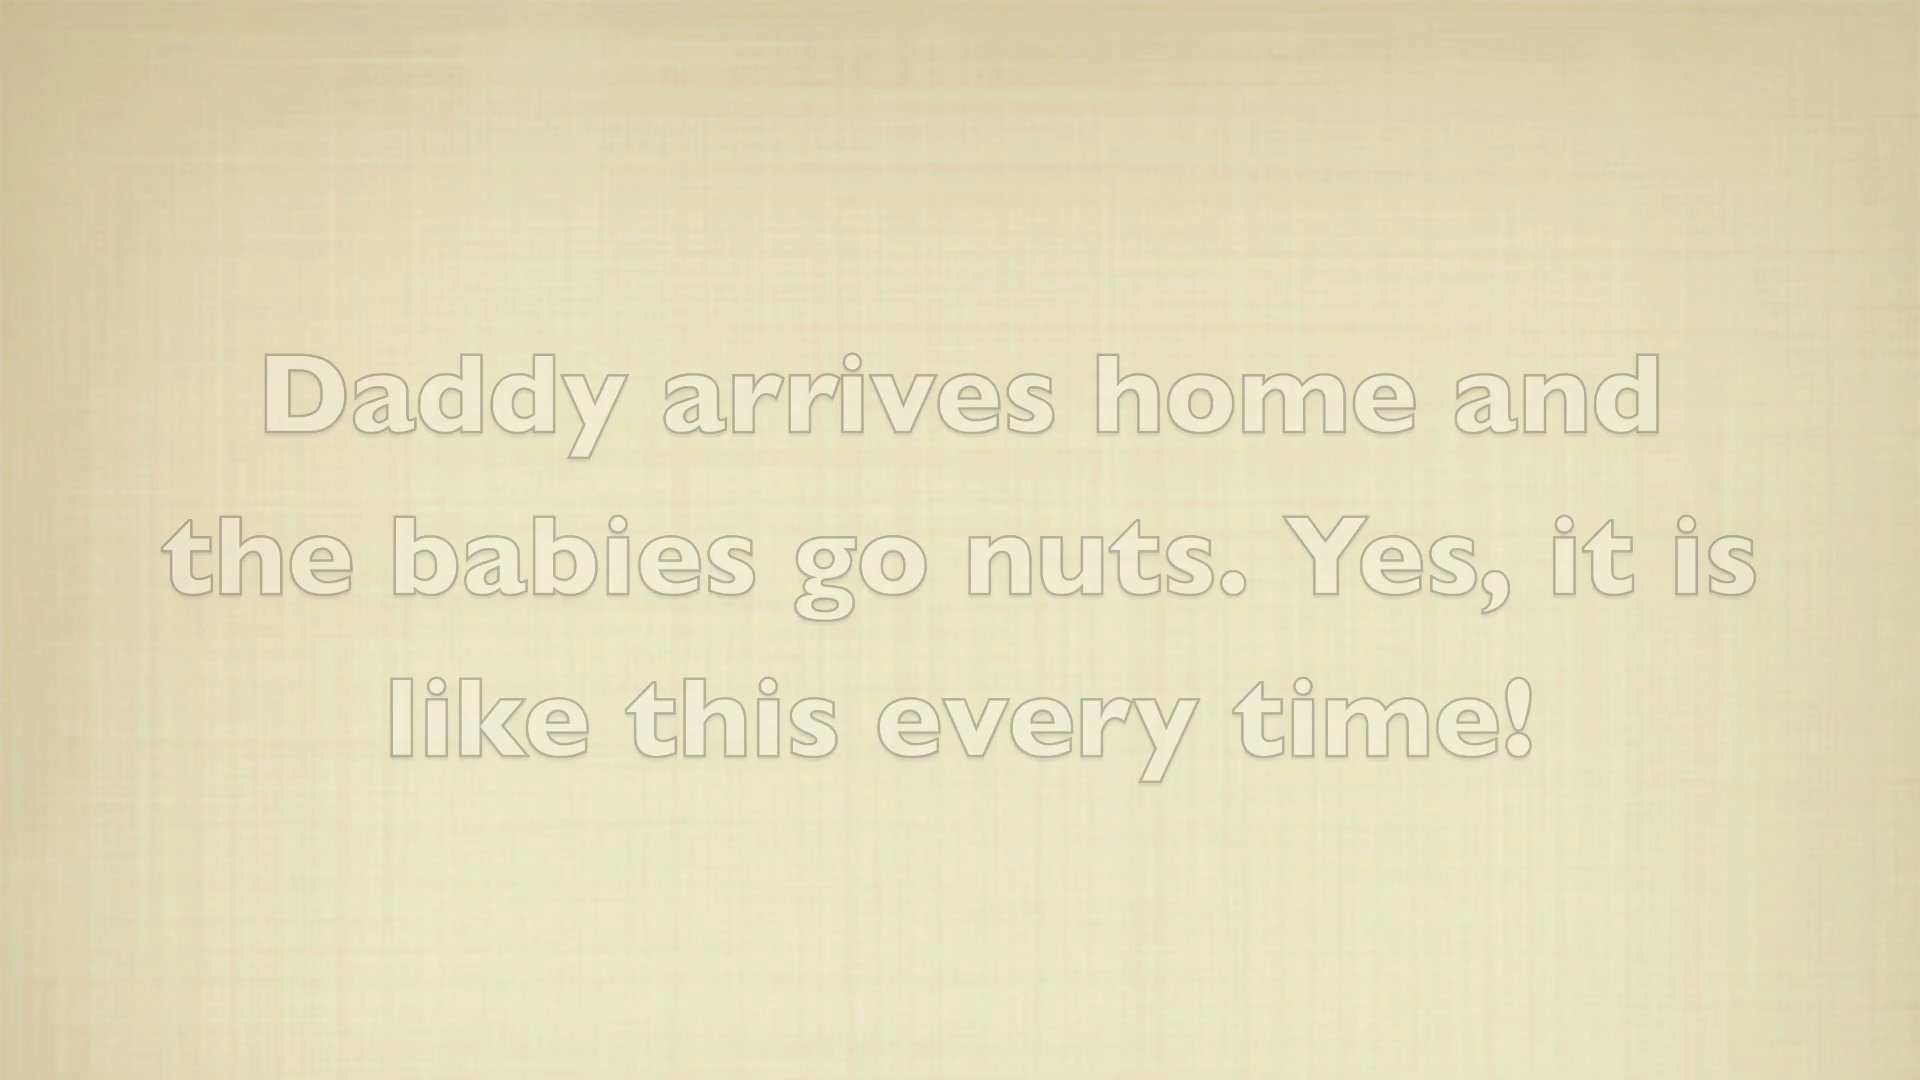 Daddy arrives home and
the babies go nuts. Yes, it is
like this every time!